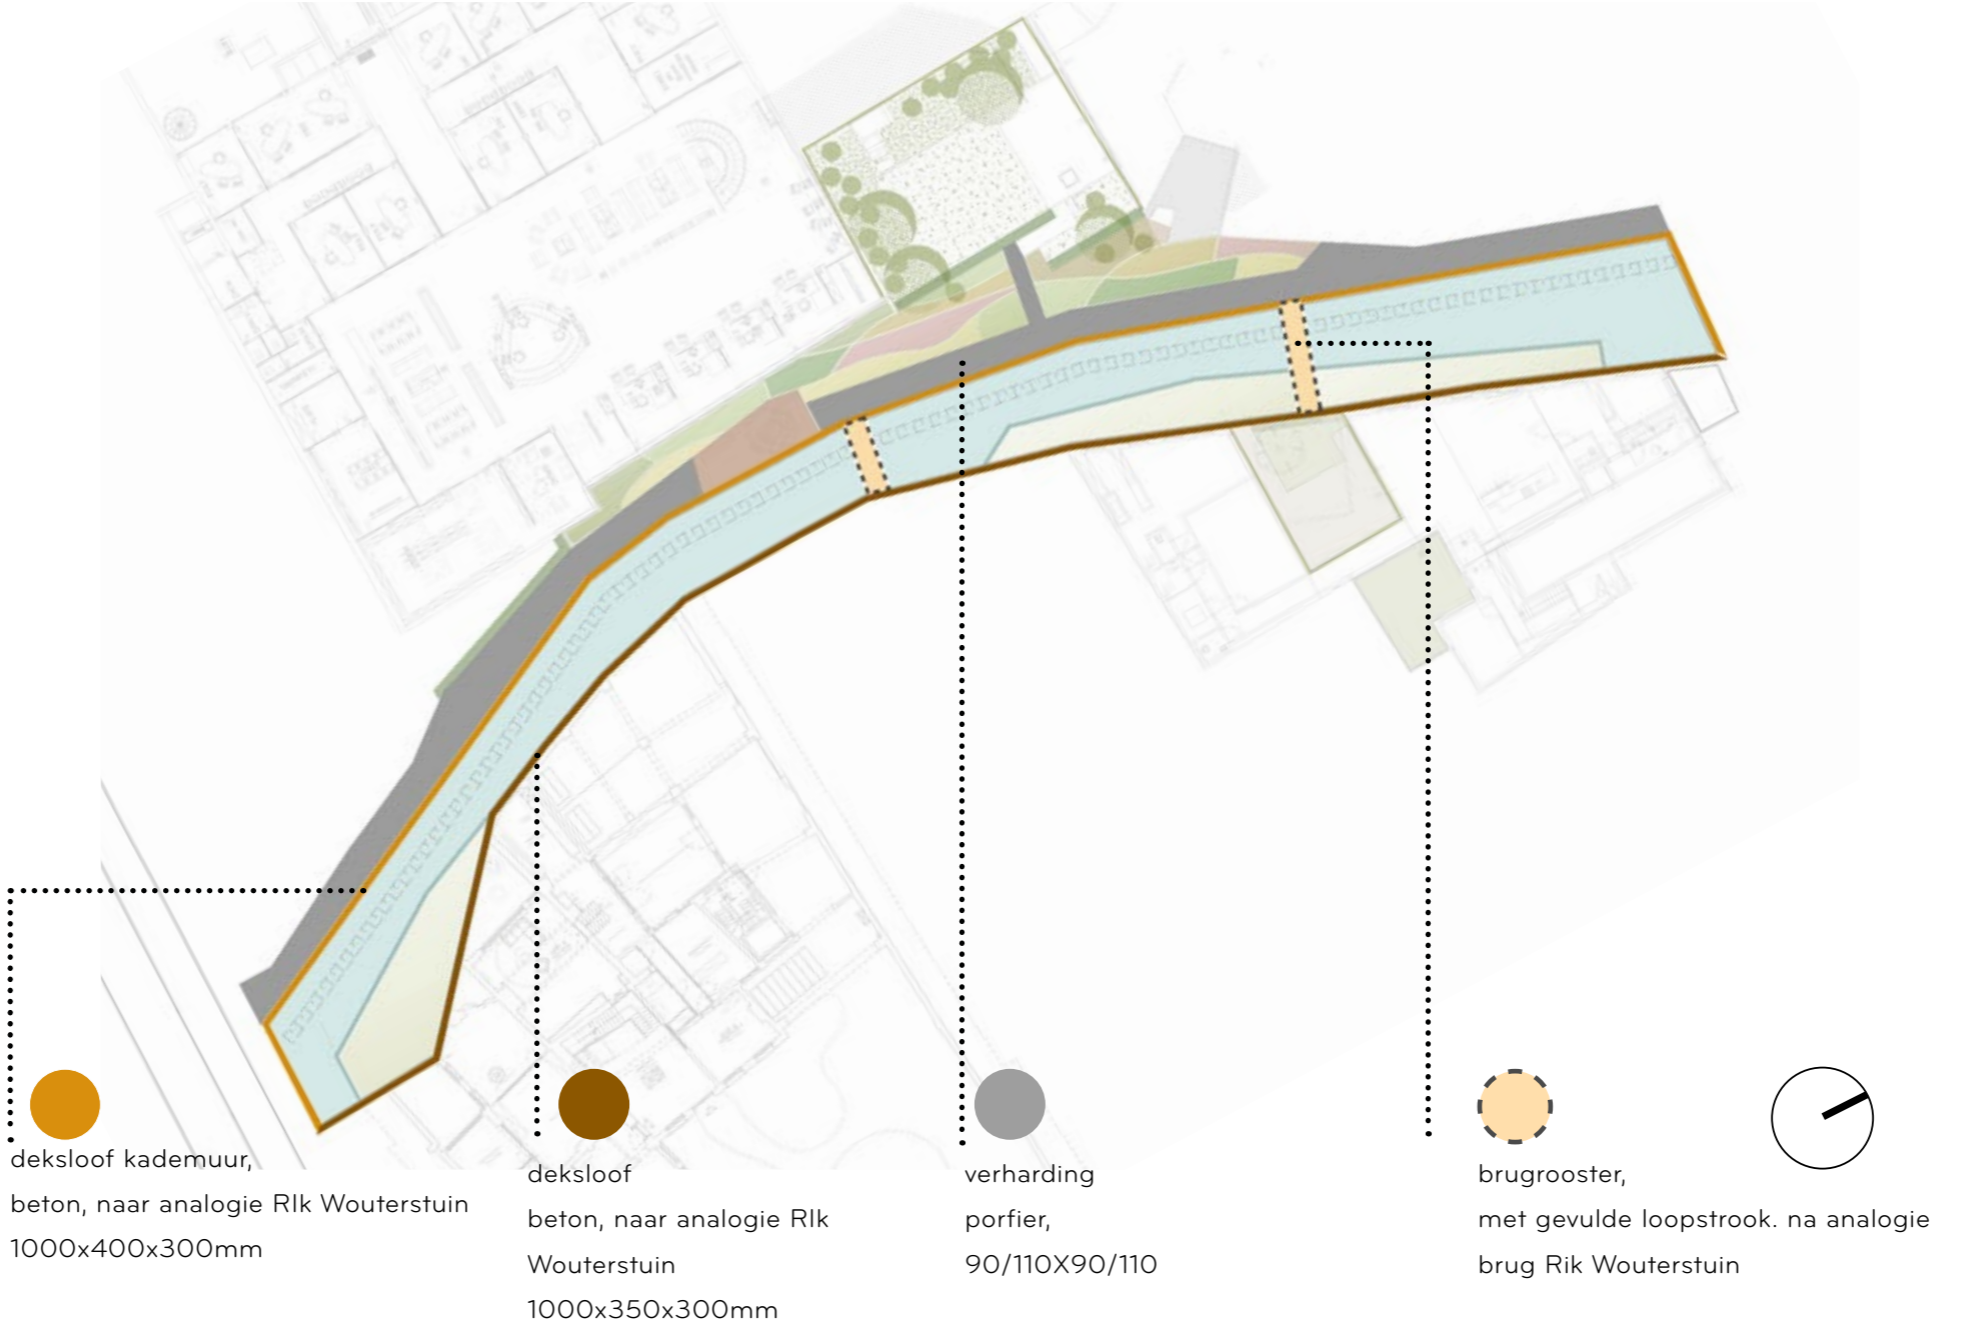 deksloof kademuur,
beton, naar analogie RIk Wouterstuin
1000x400x300mm
deksloof
beton, naar analogie RIk
Wouterstuin
1000x350x300mm
verharding
porfier,
90/110X90/110
brugrooster,
met gevulde loopstrook. na analogie
brug Rik Wouterstuin